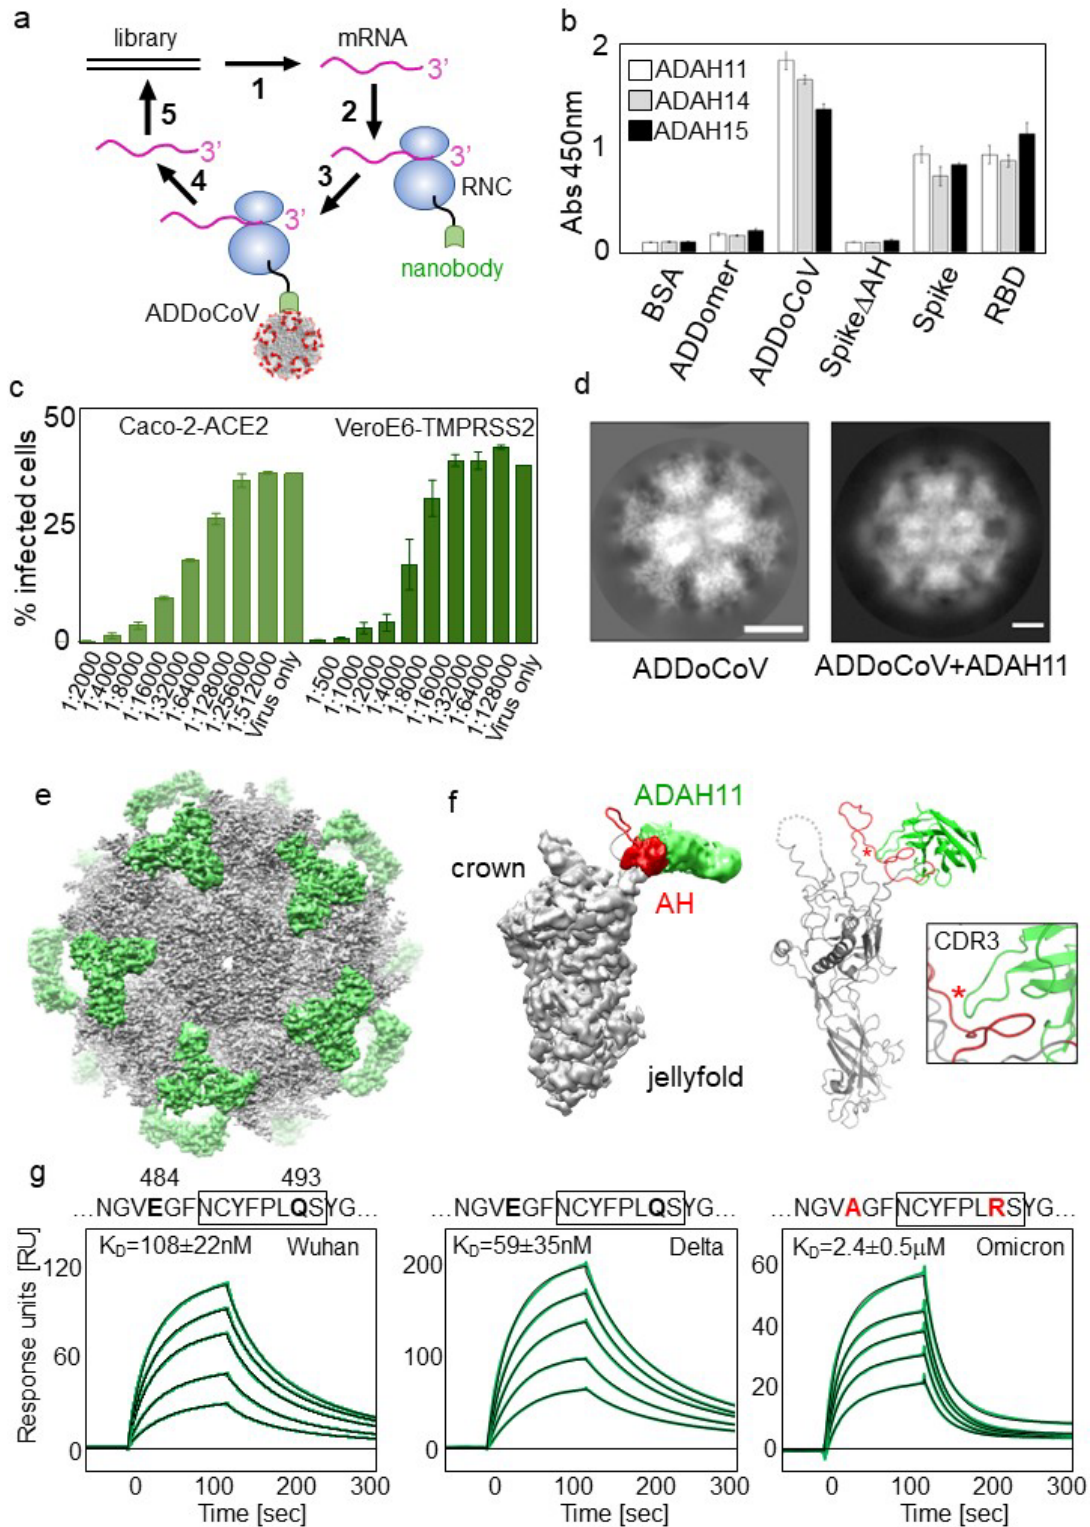 a
library
mRNA
3'
1
2
5
3'
3'
RNC
3
4
3'
nanobody
ADDoCoV
b
2
ADAH11
ADAH14
ADAH15
1
0
Abs 450nm
BSA
ADDomer
ADDoCoV
SpikeΔAH
Spike
RBD
c
50
Caco-2-ACE2
VeroE6-TMPRSS2
25
0
% infected cells
1:2000
1:4000
1:8000
1:16000
1:32000
1:64000
1:128000
1:256000
1:512000
Virus only
1:500
1:1000
1:2000
1:4000
1:8000
1:16000
1:32000
1:64000
1:128000
Virus only
d
ADDoCoV
ADDoCoV+ADAH11
e
f
ADAH11
crown
AH
*
CDR3
*
jellyfold
g
484 493
...NGVEGFNCYFPLQSYG...
KD=108±22nM Wuhan
120
60
0
Response units [RU]
0 100 200 300
Time [sec]
...NGVEGFNCYFPLQSYG...
KD=59±35nM Delta
200
100
0
0 100 200 300
Time [sec]
...NGVAGFNCYFPLRSYG...
KD=2.4±0.5µM Omicron
60
40
20
0
0 100 200 300
Time [sec]